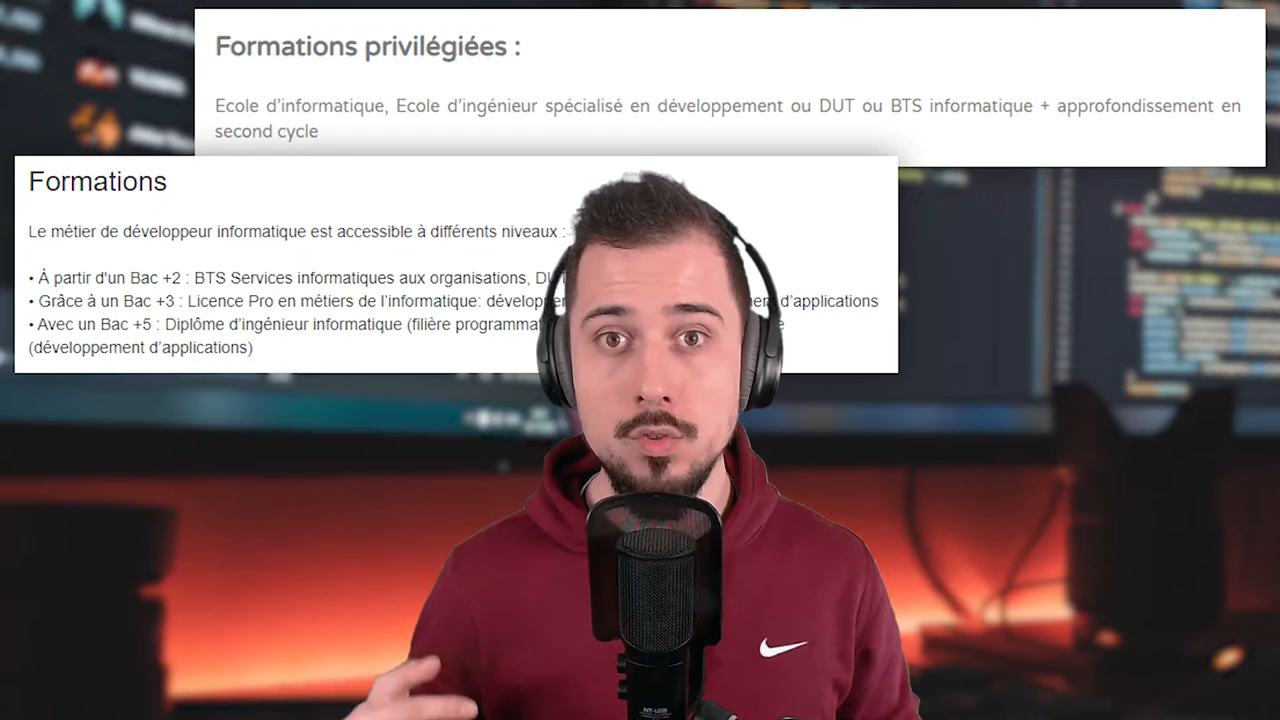 Formations privilégiées :
Ecole d’informatique, Ecole d’ingénieur spécialisé en développement ou DUT ou BTS informatique + approfondissement en
second cycle
Formations
Le métier de développeur informatique est accessible à différents niveaux :
• À partir d'un Bac +2 : BTS Services informatiques aux organisations,
• Grâce à un Bac +3 : Licence Pro en métiers de l’informatique: d’applications
• Avec un Bac +5 : Diplôme d’ingénieur informatique (filière
(développement d’applications)
NT-USB